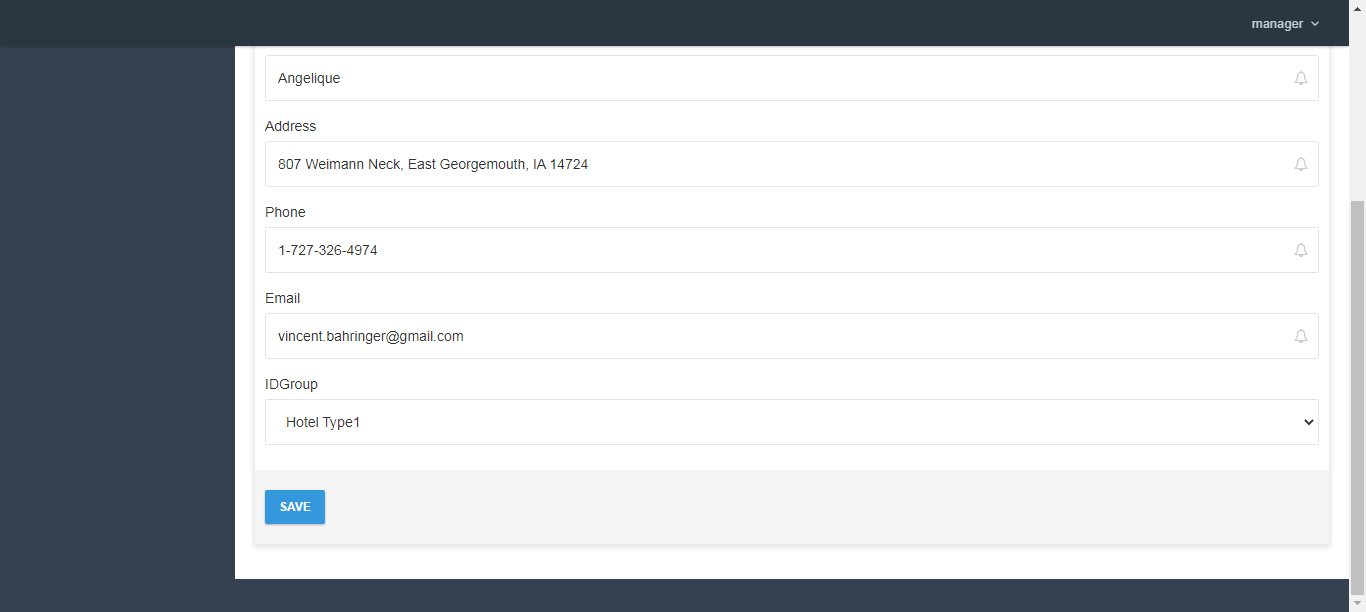 manager
Angelique
Address
807 Weimann Neck, East Georgemouth, IA 14724
Phone
1-727-326-4974
Email
vincent.bahringer@gmail.com
IDGroup
Hotel Type1
SAVE